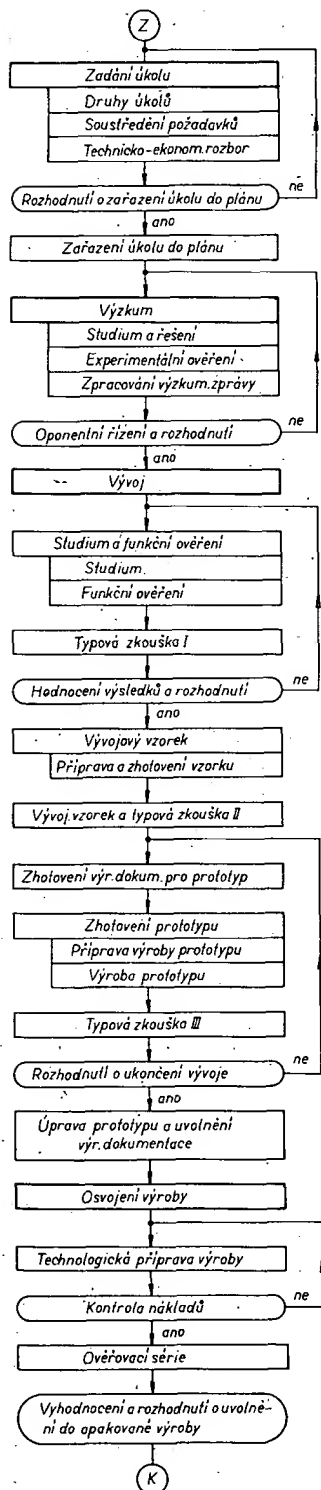 Z
Zadání úkolu
Druhy úkolů
Soustředění požadavků
Technicko-ekonom.rozbor
ne
Rozhodnutí o zařazení úkolu do plánu
ano
Zařazení úkolu do plánu
Výzkum
Studium a řešení
Experimentální ověření
Zpracování výzkum.zprávy
ne
Oponentní řízení a rozhodnutí
ano
Vývoj
Studium a funkční ověření
Studium
Funkční ověření
Typová zkouška I
ne
Hodnocení výsledků a rozhodnutí
ano
Vývojový vzorek
Příprava a zhotovení vzorku
Vývoj.vzorek a typová zkouška II
Zhotovení výr.dokum.pro prototyp
Zhotovení prototypu
Příprava výroby prototypu
Výroba prototypu
Typová zkouška III
ne
Rozhodnutí o ukončení vývoje
ano
Úprava prototypu a uvolnění
výr.dokumentace
Osvojení výroby
Technologická příprava výroby
ne
Kontrola nákladů
ano
Ověřovací série
Vyhodnocení a rozhodnutí o uvolně-
ní do opakované výroby
K